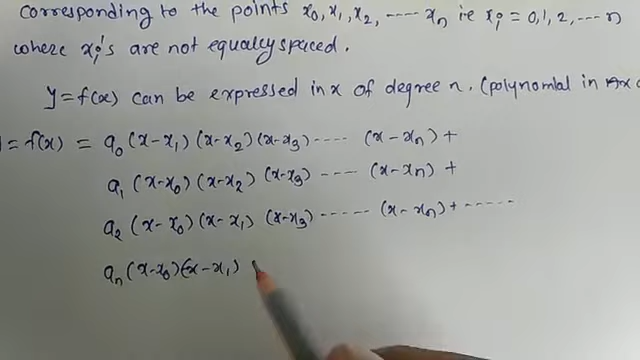 corresponding to the points x₀, x₁, x₂, ----- xₙ ie xᵢ = 0, 1, 2, ---- n
where xᵢ's are not equally spaced.
y = f(x) can be expressed in x of degree n. (polynomial in x
= f(x) = a₀ (x-x₁) (x-x₂) (x-x₃) ---- (x-xₙ) +
a₁ (x-x₀) (x-x₂) (x-x₃) ---- (x-xₙ) +
a₂ (x-x₀) (x-x₁) (x-x₃) ----- (x-xₙ) + -----
aₙ (x-x₀) (x-x₁)